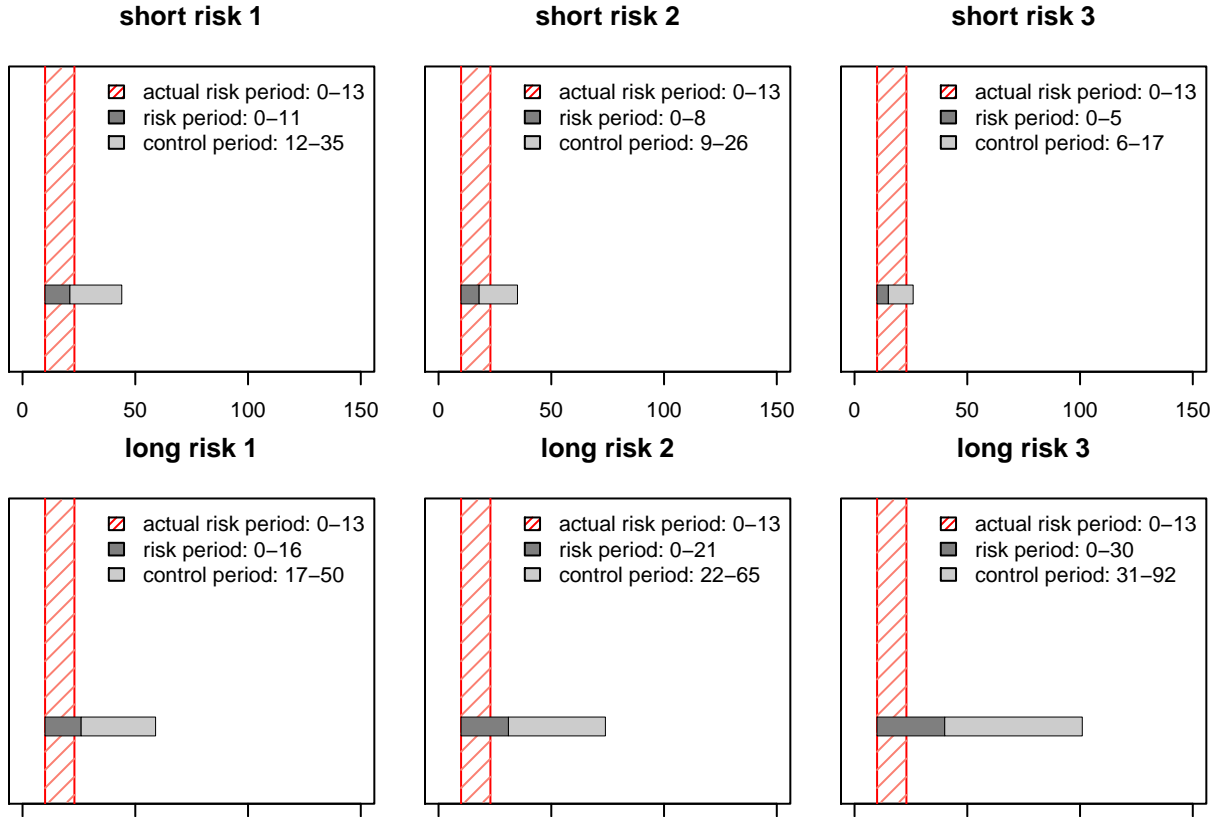 short risk 1
actual risk period: 0−13
risk period: 0−11
control period: 12−35
0 50 100 150
short risk 2
actual risk period: 0−13
risk period: 0−8
control period: 9−26
0 50 100 150
short risk 3
actual risk period: 0−13
risk period: 0−5
control period: 6−17
0 50 100 150
long risk 1
actual risk period: 0−13
risk period: 0−16
control period: 17−50
long risk 2
actual risk period: 0−13
risk period: 0−21
control period: 22−65
long risk 3
actual risk period: 0−13
risk period: 0−30
control period: 31−92